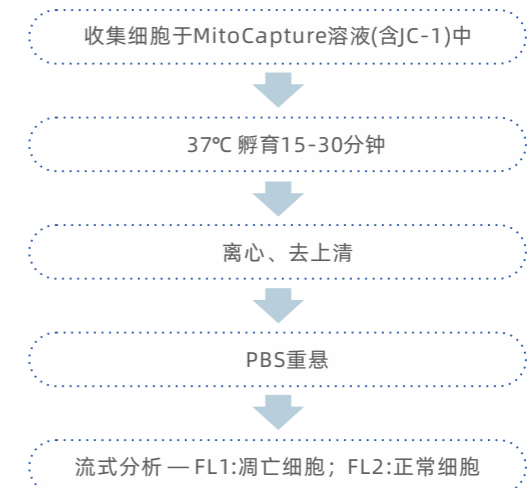 收集细胞于MitoCapture溶液(含JC-1)中
37℃ 孵育15-30分钟
离心、去上清
PBS重悬
流式分析 — FL1:凋亡细胞；FL2:正常细胞